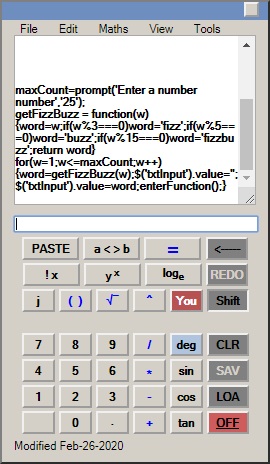 File Edit Maths View Tools
maxCount=prompt('Enter a number
number','25');
getFizzBuzz = function(w)
{word=w;if(w%3===0)word='fizz';if(w%5==
=0)word='buzz';if(w%15===0)word='fizzbu
zz';return word}
for(w=1;w<=maxCount;w++)
{word=getFizzBuzz(w);$('txtInput').value='';
$('txtInput').value=word;enterFunction();}
PASTE a < > b = <-----
! x y x log e REDO
j ( ) √‾ ^ You Shift
7 8 9 / deg CLR
4 5 6 * sin SAV
1 2 3 - cos LOA
0 . + tan OFF
Modified Feb-26-2020